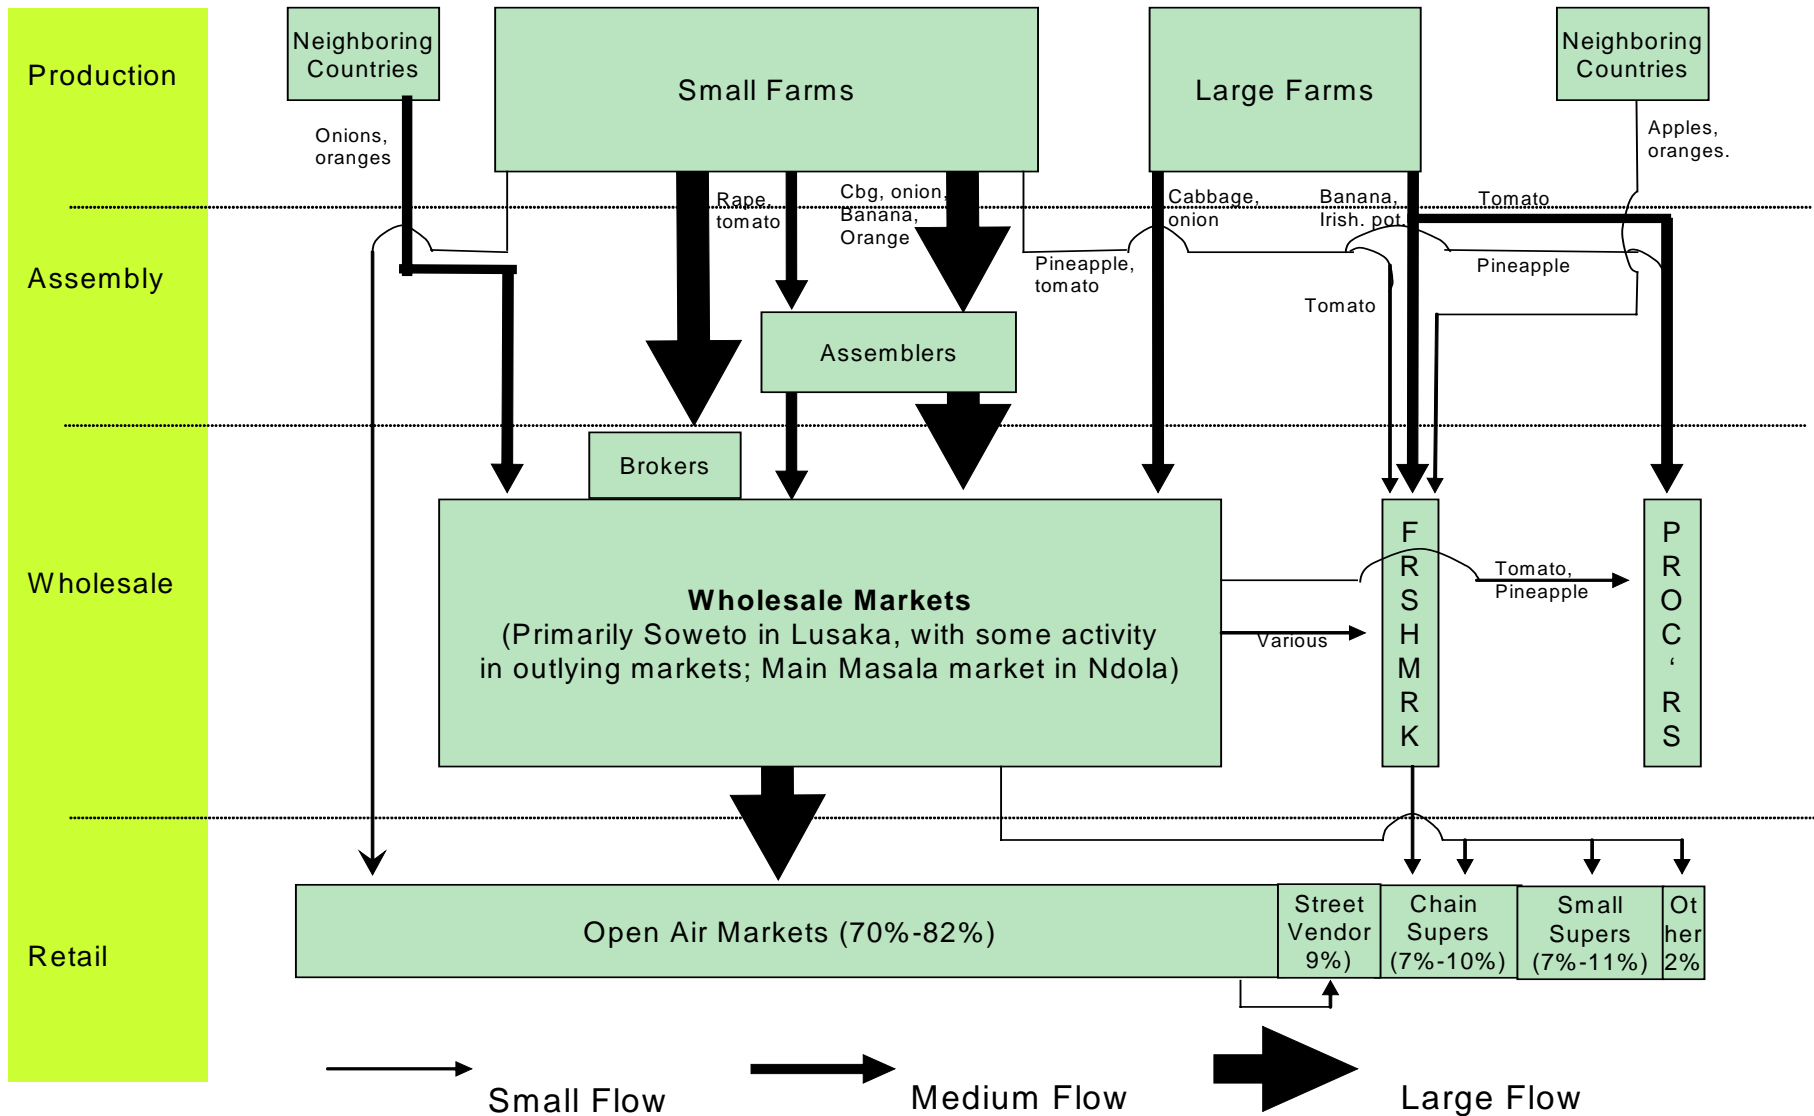 Production
Neighboring
Countries
Small Farms
Large Farms
Neighboring
Countries
Onions,
oranges
Apples,
oranges.
Rape,
tomato
Cbg, onion,
Banana,
Orange
Cabbage,
onion
Banana,
Irish. pot.
Tomato
Assembly
Pineapple,
tomato
Pineapple
Tomato
Assemblers
Brokers
Wholesale
Wholesale Markets
(Primarily Soweto in Lusaka, with some activity
in outlying markets; Main Masala market in Ndola)
Various
F
R
S
H
M
R
K
Tomato,
Pineapple
P
R
O
C
‘
R
S
Retail
Open Air Markets (70%-82%)
Street
Vendor
9%)
Chain
Supers
(7%-10%)
Small
Supers
(7%-11%)
Ot
her
2%
Small Flow
Medium Flow
Large Flow